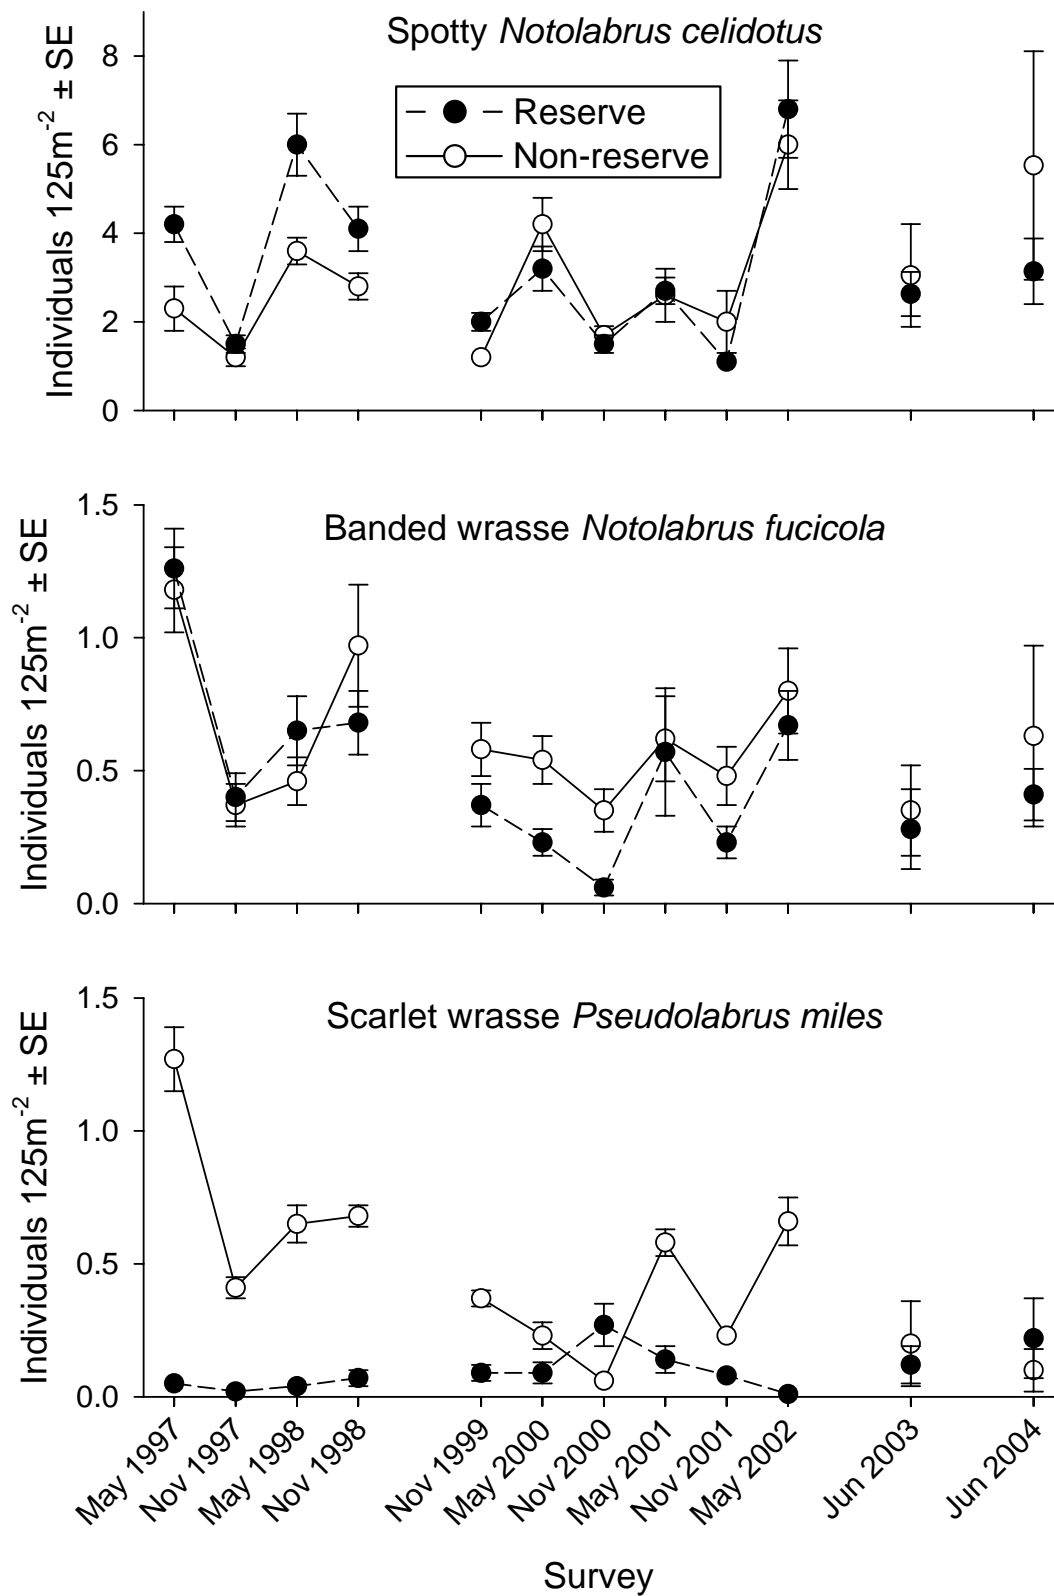 Spotty Notolabrus celidotus
Individuals 125m-2 ± SE
8
6
4
2
0
Reserve
Non-reserve
Banded wrasse Notolabrus fucicola
Individuals 125m-2 ± SE
1.5
1.0
0.5
0.0
Scarlet wrasse Pseudolabrus miles
Individuals 125m-2 ± SE
1.5
1.0
0.5
0.0
May 1997
Nov 1997
May 1998
Nov 1998
Nov 1999
May 2000
Nov 2000
May 2001
Nov 2001
May 2002
Jun 2003
Jun 2004
Survey